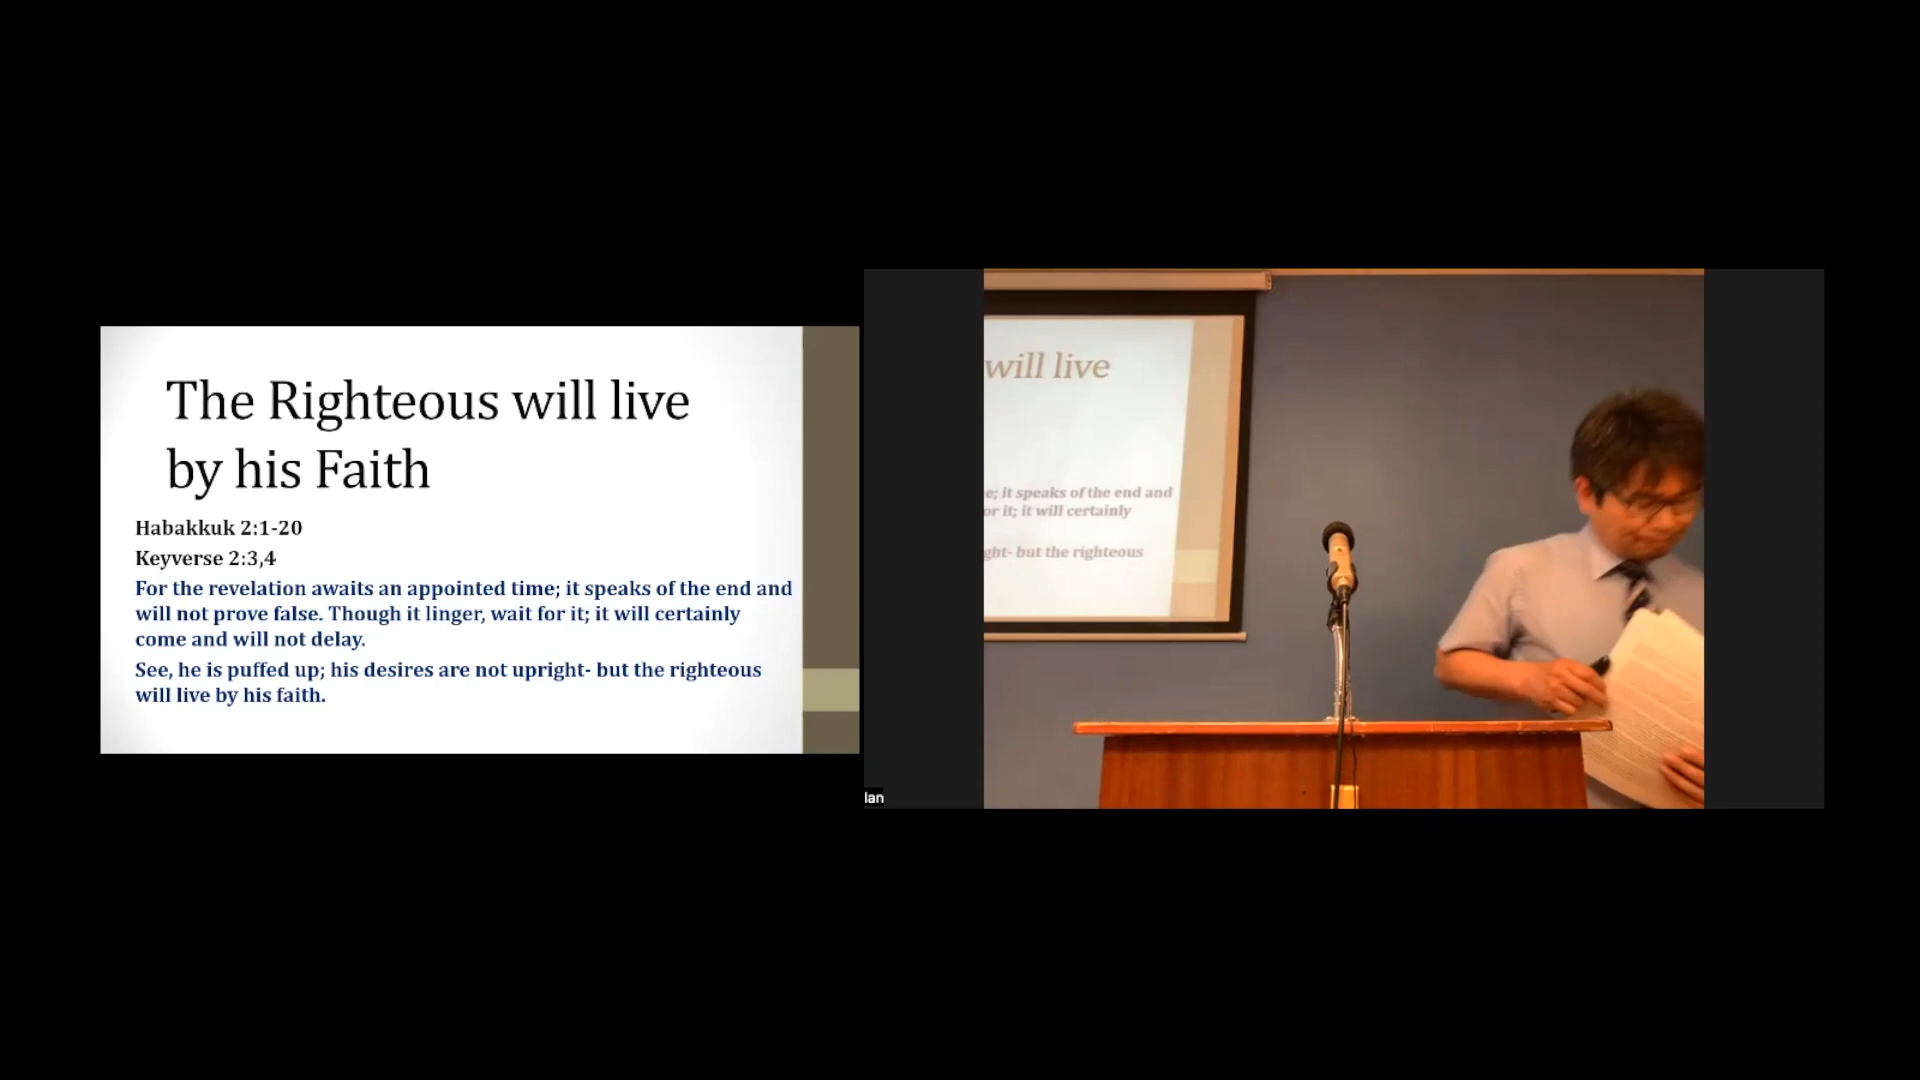 The Righteous will live
by his Faith
Habakkuk 2:1-20
Keyverse 2:3,4
For the revelation awaits an appointed time; it speaks of the end and
will not prove false. Though it linger, wait for it; it will certainly
come and will not delay.
See, he is puffed up; his desires are not upright- but the righteous
will live by his faith.
will live
e; it speaks of the end and
or it; it will certainly
ght- but the righteous
lan